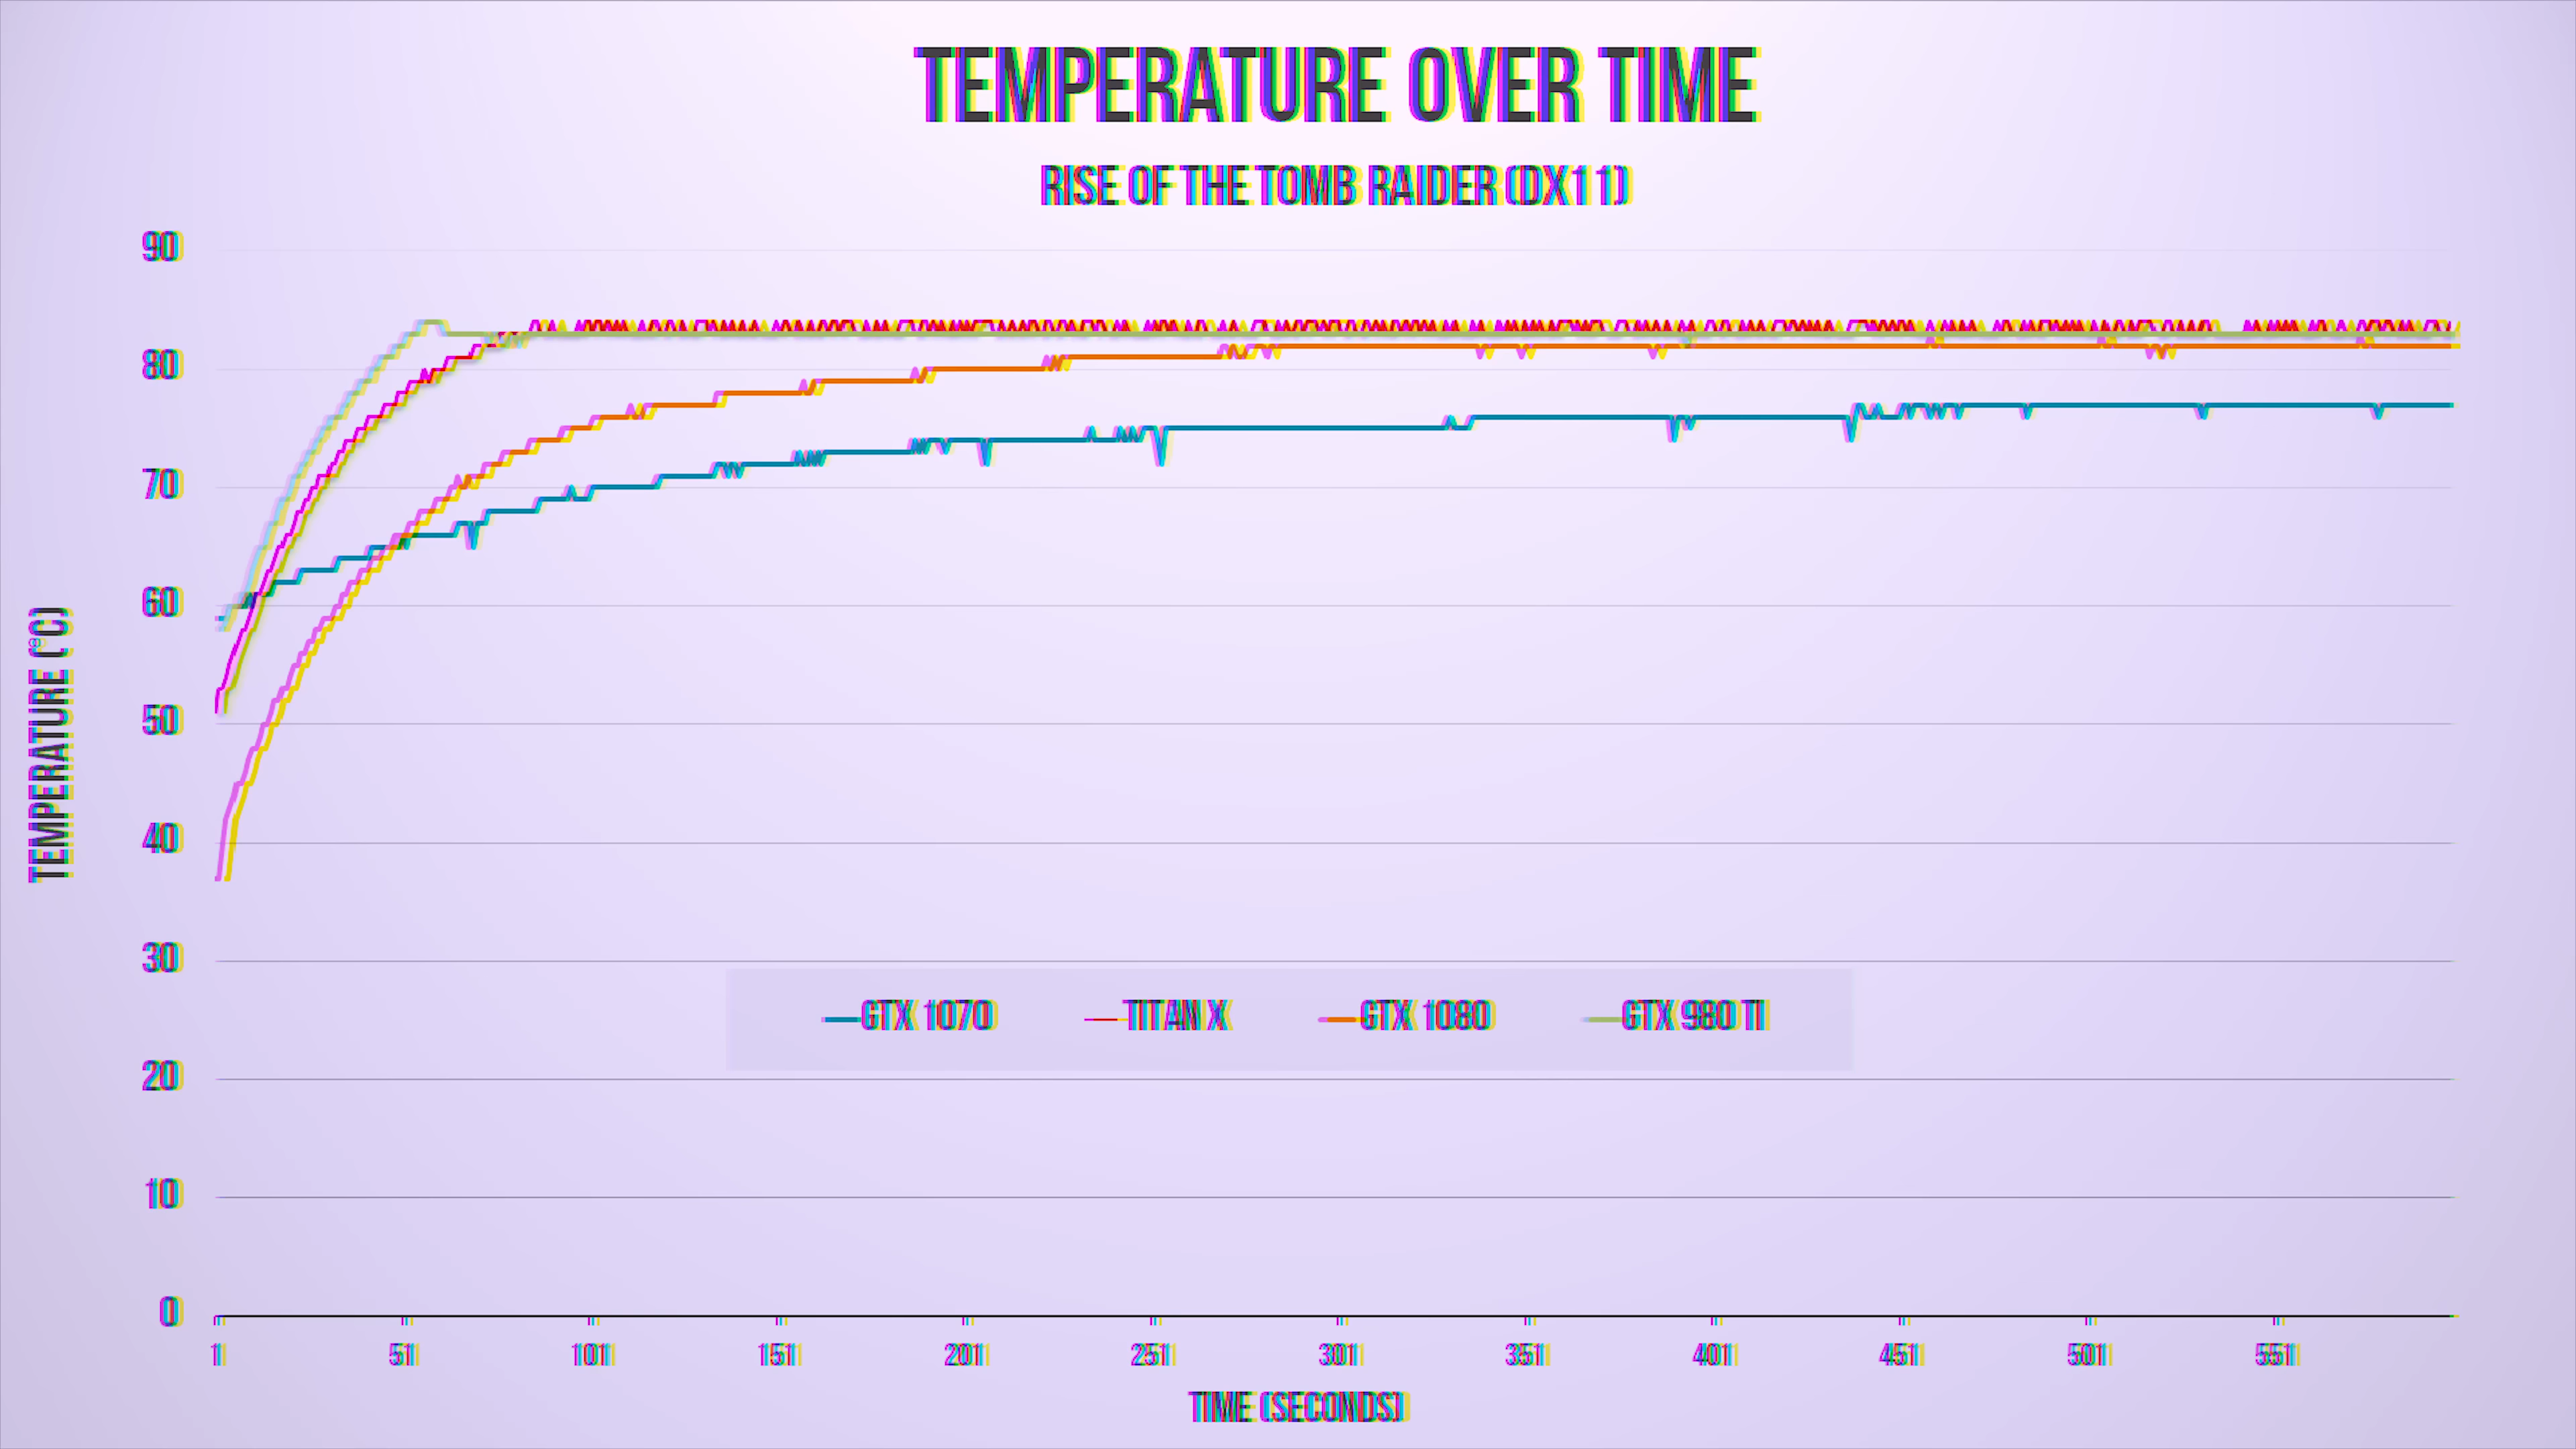 TEMPERATURE OVER TIME
RISE OF THE TOMB RAIDER (DX11)
90
80
70
60
50
40
30
20
10
0
TEMPERATURE (°C)
GTX 1070 TITAN X GTX 1080 GTX 980 TI
1 51 101 151 201 251 301 351 401 451 501 551
TIME (SECONDS)